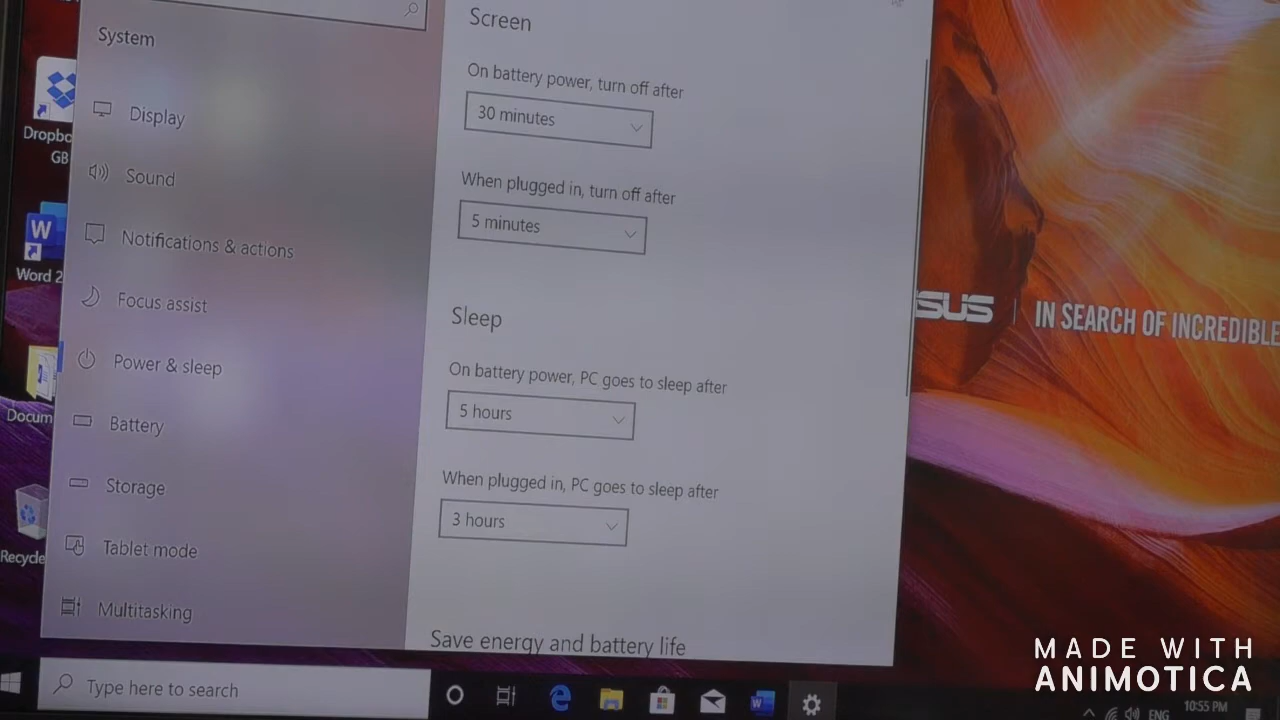 System
Display
Sound
Notifications & actions
Focus assist
Power & sleep
Battery
Storage
Tablet mode
Multitasking
Screen
On battery power, turn off after
30 minutes
When plugged in, turn off after
5 minutes
Sleep
On battery power, PC goes to sleep after
5 hours
When plugged in, PC goes to sleep after
3 hours
Save energy and battery life
Dropbo
GB
W
Word 2
Docum
Recycle
SUS
IN SEARCH OF INCREDIBLE
Type here to search
ENG
10:55 PM
MADE WITH
ANIMOTICA